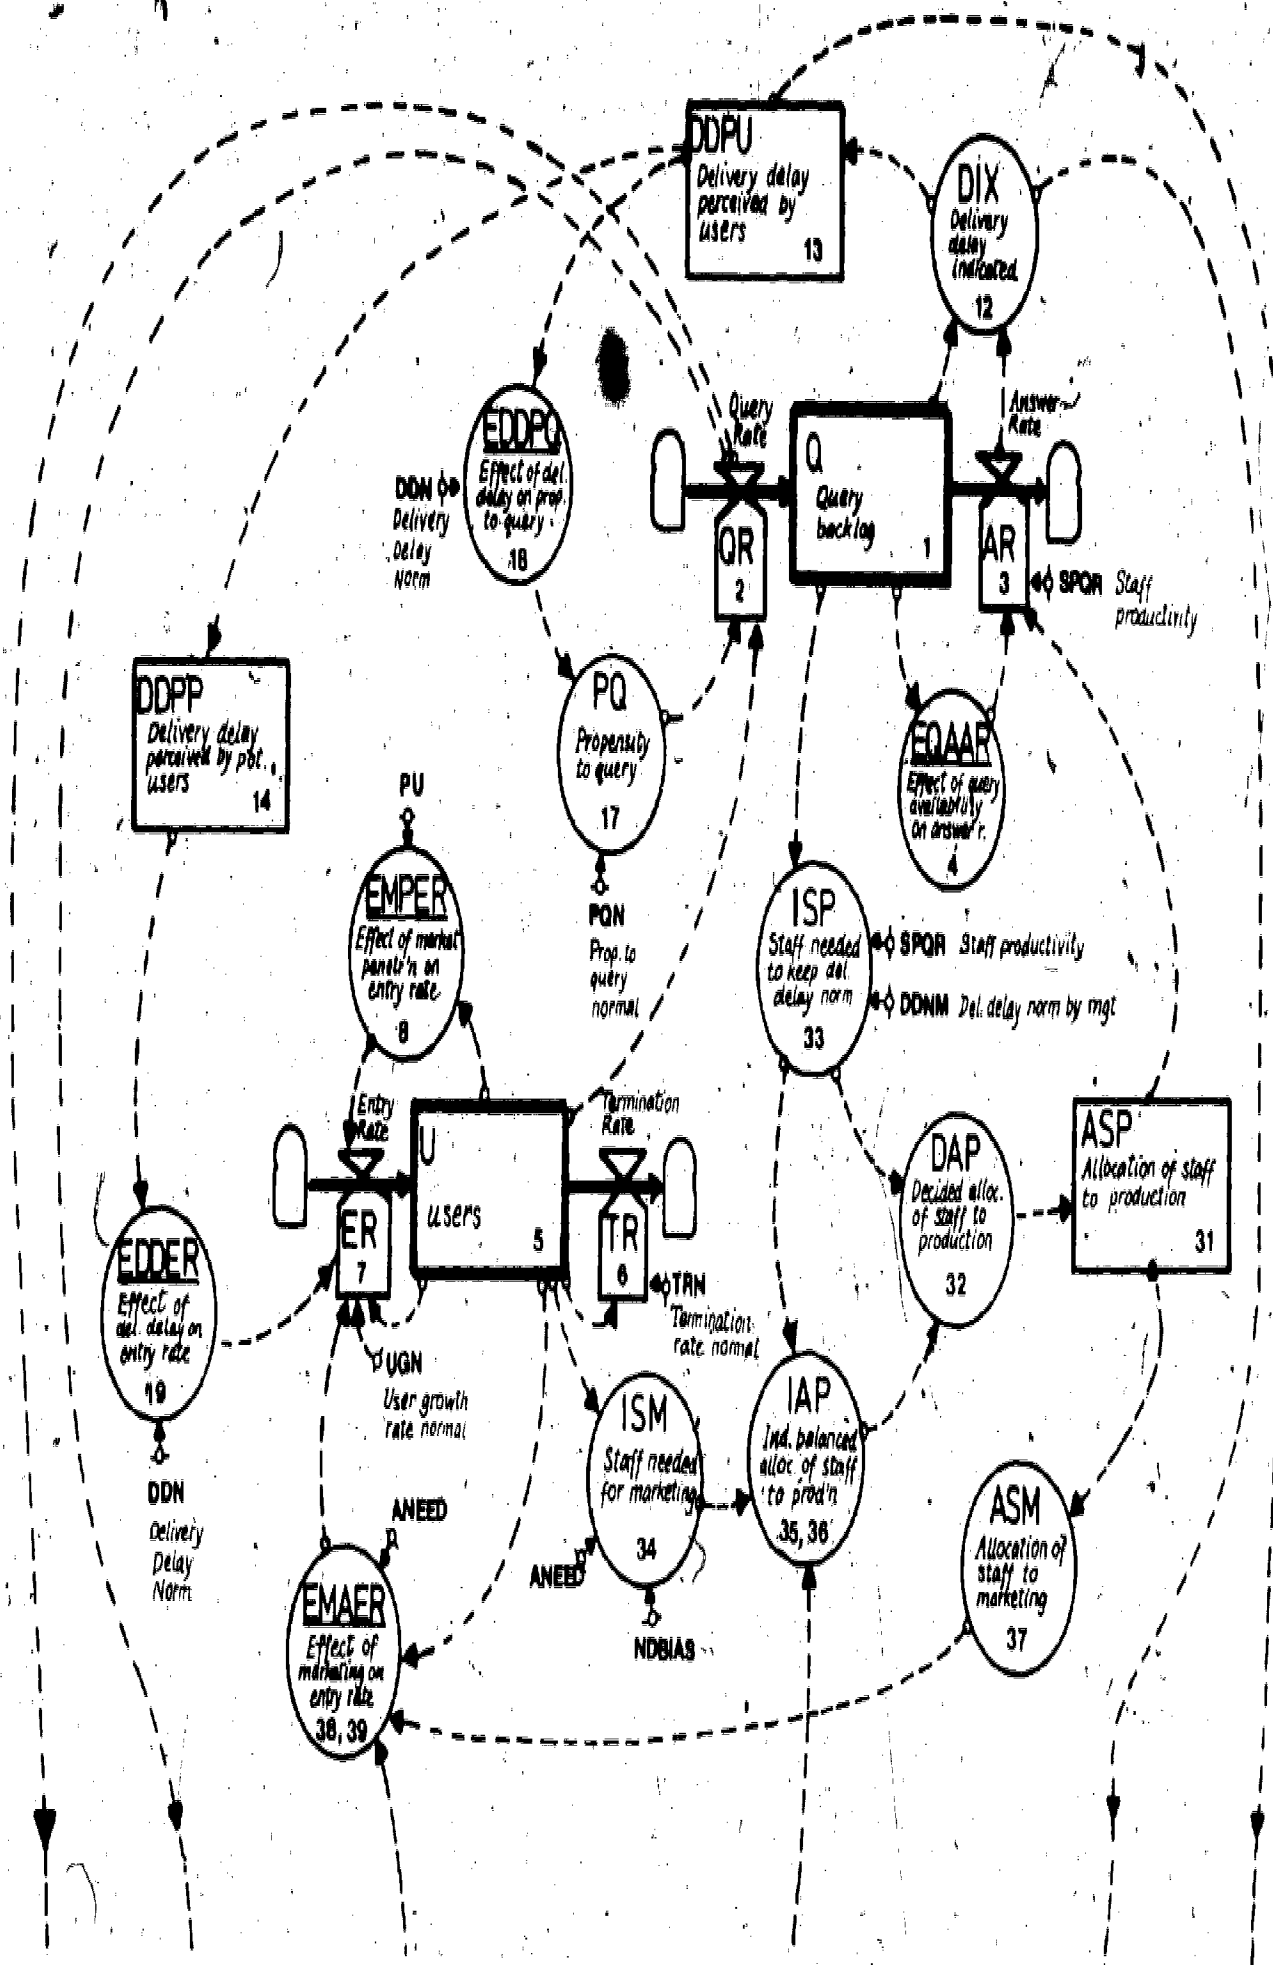 DDPU
Delivery delay
perceived by
users
13
DIX
Delivery
delay
indicated
12
EDDPQ
Effect of del.
delay on prop.
to query
18
DDN
Delivery
Delay
Norm
Query
Rate
QR
2
Q
Query
backlog
1
Answer
Rate
AR
3
SPQR Staff
productivity
DDPP
Delivery delay
perceived by pot.
users
14
PQ
Propensity
to query
17
PQN
Prop. to
query
normal
EQAAR
Effect of query
availability
on answ'r.
4
PU
EMPER
Effect of market
penetr'n on
entry rate
8
ISP
Staff needed
to keep del.
delay norm
33
SPQR Staff productivity
DDNM Del. delay norm by mgt
Entry
Rate
ER
7
U
users
5
Termination
Rate
TR
6
TRN
Termination
rate normal
UGN
User growth
rate normal
DAP
Decided alloc.
of staff to
production
32
ASP
Allocation of staff
to production
31
EDDER
Effect of
del. delay on
entry rate
19
DDN
Delivery
Delay
Norm
ISM
Staff needed
for marketing
34
ANEED
NDBIAS
IAP
Ind. balanced
alloc. of staff
to prod'n
35, 36
ASM
Allocation of
staff to
marketing
37
ANEED
EMAER
Effect of
marketing on
entry rate
38, 39